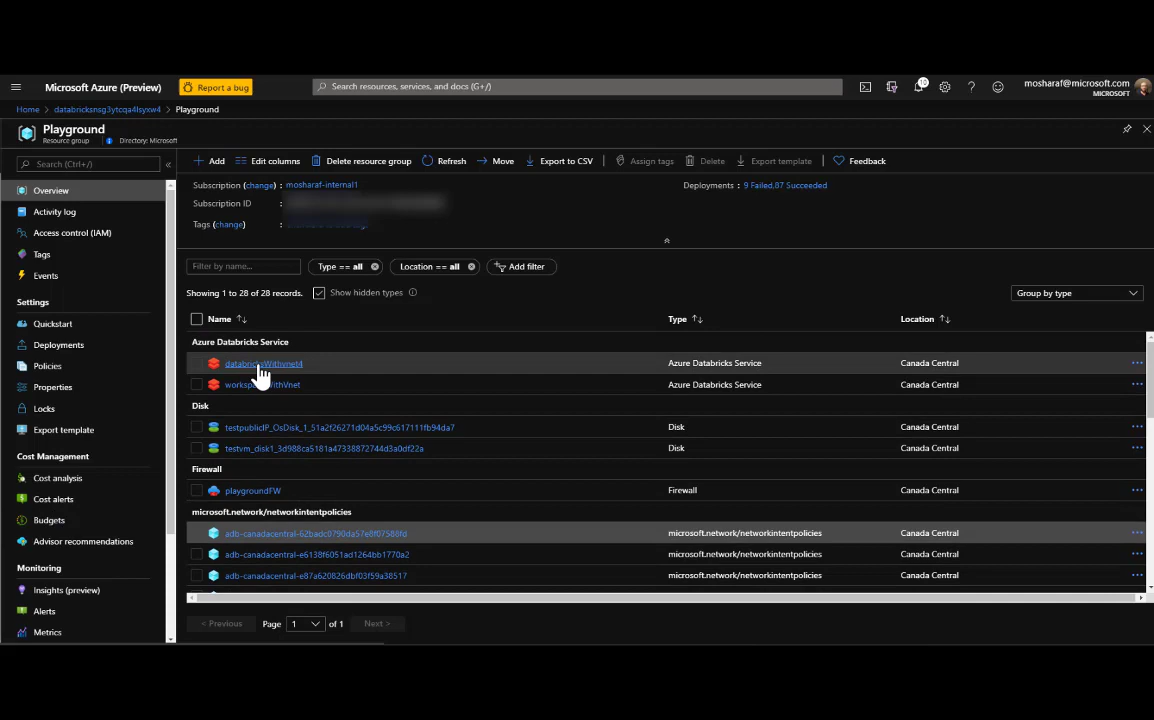 Microsoft Azure (Preview)
Report a bug
Search resources, services, and docs (G+/)
10
mosharaf@microsoft.com
MICROSOFT
Home > databricksnsg3ytcqa4lsyxw4 > Playground
Playground
Resource group
Directory: Microsoft
Search (Ctrl+/)
Add
Edit columns
Delete resource group
Refresh
Move
Export to CSV
Assign tags
Delete
Export template
Feedback
Overview
Activity log
Access control (IAM)
Tags
Events
Settings
Quickstart
Deployments
Policies
Properties
Locks
Export template
Cost Management
Cost analysis
Cost alerts
Budgets
Advisor recommendations
Monitoring
Insights (preview)
Alerts
Metrics
Subscription (change) : mosharaf-internal1
Deployments : 9 Failed,87 Succeeded
Subscription ID :
Tags (change) :
Filter by name...
Type == all
Location == all
Add filter
Showing 1 to 28 of 28 records.
Show hidden types
Group by type
Name
Type
Location
Azure Databricks Service
databricksWithvnet4 Azure Databricks Service Canada Central
Azure Databricks Service Canada Central
Disk
testpublicIP_OsDisk_1_51a2f26271d04a5c99c617111fb94da7 Disk Canada Central
testvm_disk1_3d988ca5181a47338872744d3a0df22a Disk Canada Central
Firewall
playgroundFW Firewall Canada Central
microsoft.network/networkintentpolicies
adb-canadacentral-62badc0790da57e8f07588fd microsoft.network/networkintentpolicies Canada Central
adb-canadacentral-e6138f6051ad1264bb1770a2 microsoft.network/networkintentpolicies Canada Central
adb-canadacentral-e87a620826dbf03f59a38517 microsoft.network/networkintentpolicies Canada Central
< Previous
Page 1 of 1
Next >